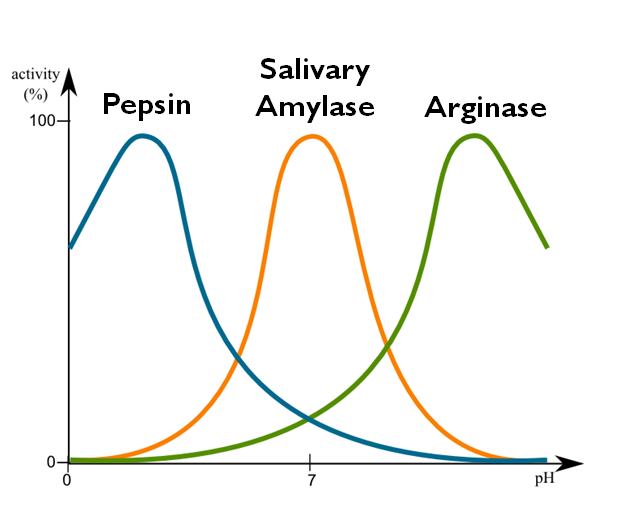 activity
(%)
Pepsin
Salivary
Amylase
Arginase
100
0
0
7
pH